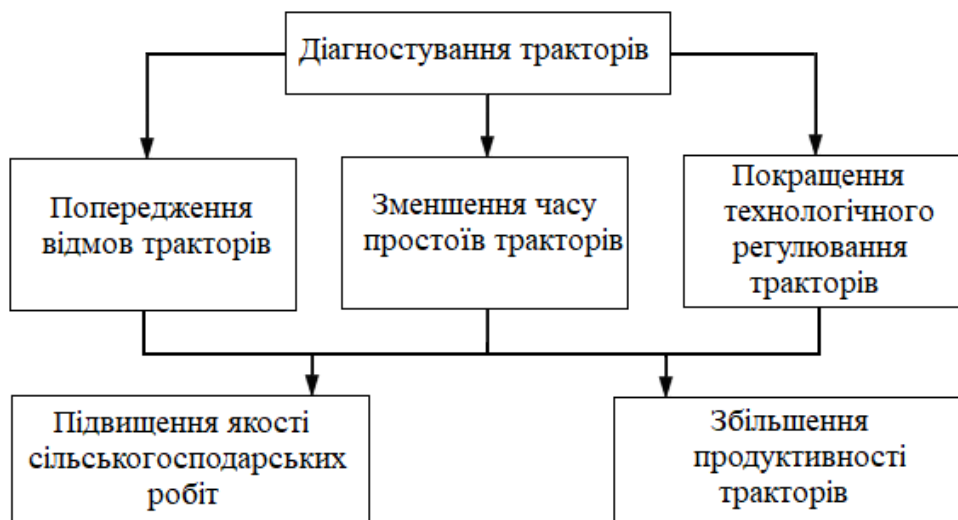 Діагностування тракторів
Попередження
відмов тракторів
Зменшення часу
простоїв тракторів
Покращення
технологічного
регулювання
тракторів
Підвищення якості
сільськогосподарських
робіт
Збільшення
продуктивності
тракторів